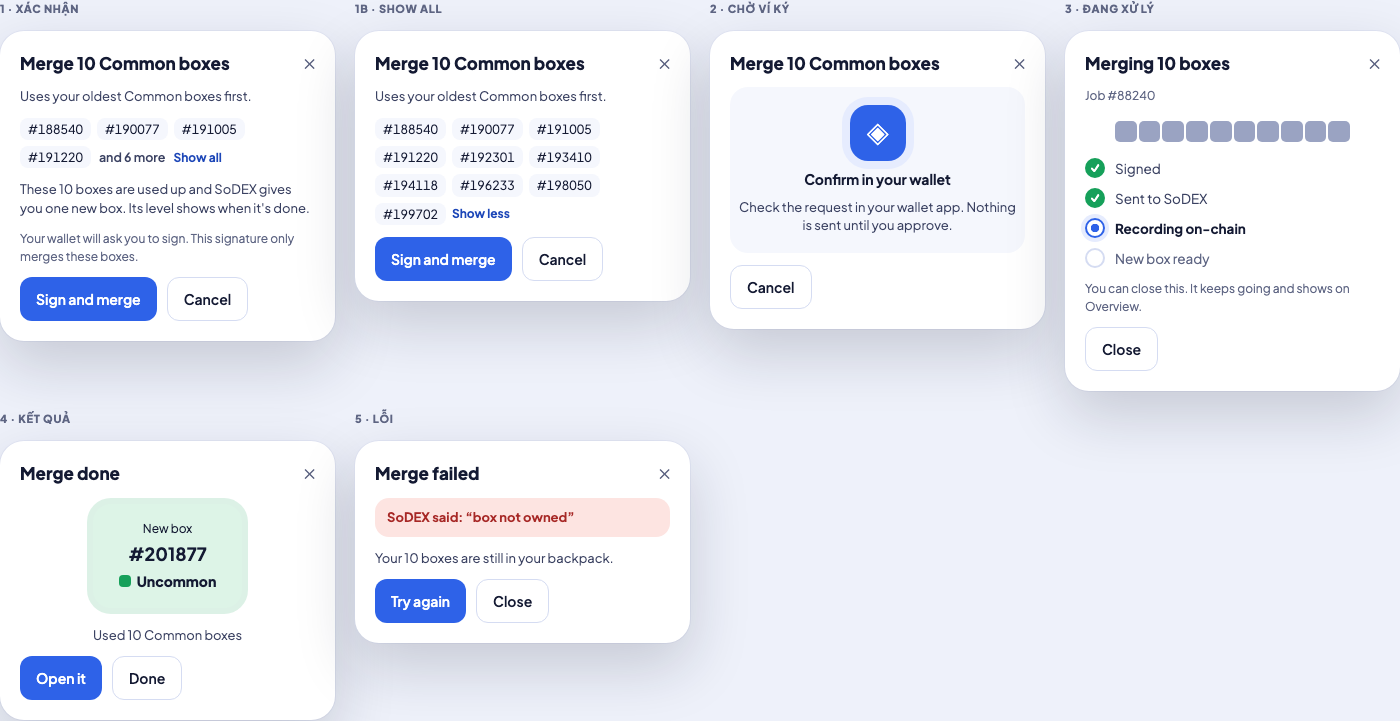 1 · XÁC NHẬN
Merge 10 Common boxes
Uses your oldest Common boxes first.
#188540 #190077 #191005
#191220 and 6 more Show all
These 10 boxes are used up and SoDEX gives
you one new box. Its level shows when it's done.
Your wallet will ask you to sign. This signature only
merges these boxes.
Sign and merge Cancel
1B · SHOW ALL
Merge 10 Common boxes
Uses your oldest Common boxes first.
#188540 #190077 #191005
#191220 #192301 #193410
#194118 #196233 #198050
#199702 Show less
Sign and merge Cancel
2 · CHỜ VÍ KÝ
Merge 10 Common boxes
Confirm in your wallet
Check the request in your wallet app. Nothing
is sent until you approve.
Cancel
3 · ĐANG XỬ LÝ
Merging 10 boxes
Job #88240
Signed
Sent to SoDEX
Recording on-chain
New box ready
You can close this. It keeps going and shows on
Overview.
Close
4 · KẾT QUẢ
Merge done
New box
#201877
Uncommon
Used 10 Common boxes
Open it Done
5 · LỖI
Merge failed
SoDEX said: “box not owned”
Your 10 boxes are still in your backpack.
Try again Close